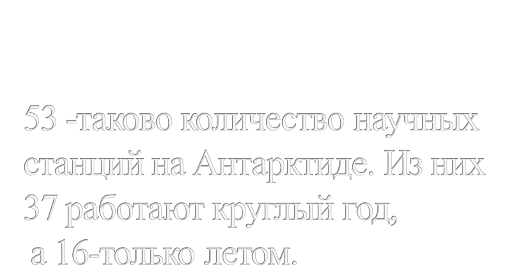 53 -таково количество научных
станций на Антарктиде. Из них
37 работают круглый год,
а 16-только летом.